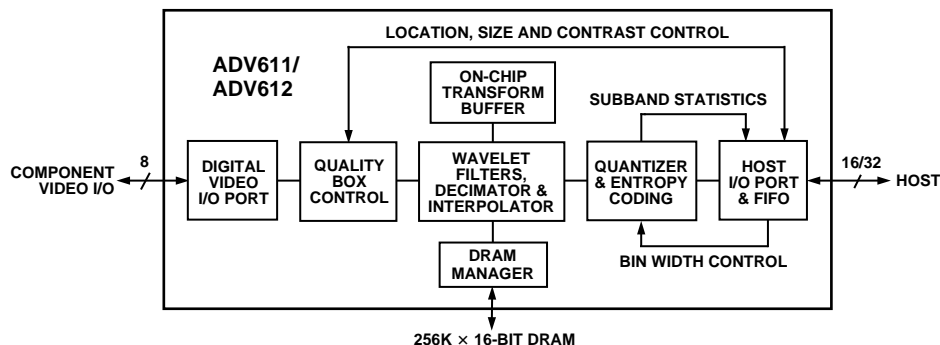 LOCATION, SIZE AND CONTRAST CONTROL
ADV611/
ADV612
ON-CHIP
TRANSFORM
BUFFER
SUBBAND STATISTICS
COMPONENT
VIDEO I/O
8
DIGITAL
VIDEO
I/O PORT
QUALITY
BOX
CONTROL
WAVELET
FILTERS,
DECIMATOR &
INTERPOLATOR
QUANTIZER
& ENTROPY
CODING
HOST
I/O PORT
& FIFO
16/32
HOST
DRAM
MANAGER
BIN WIDTH CONTROL
256K × 16-BIT DRAM